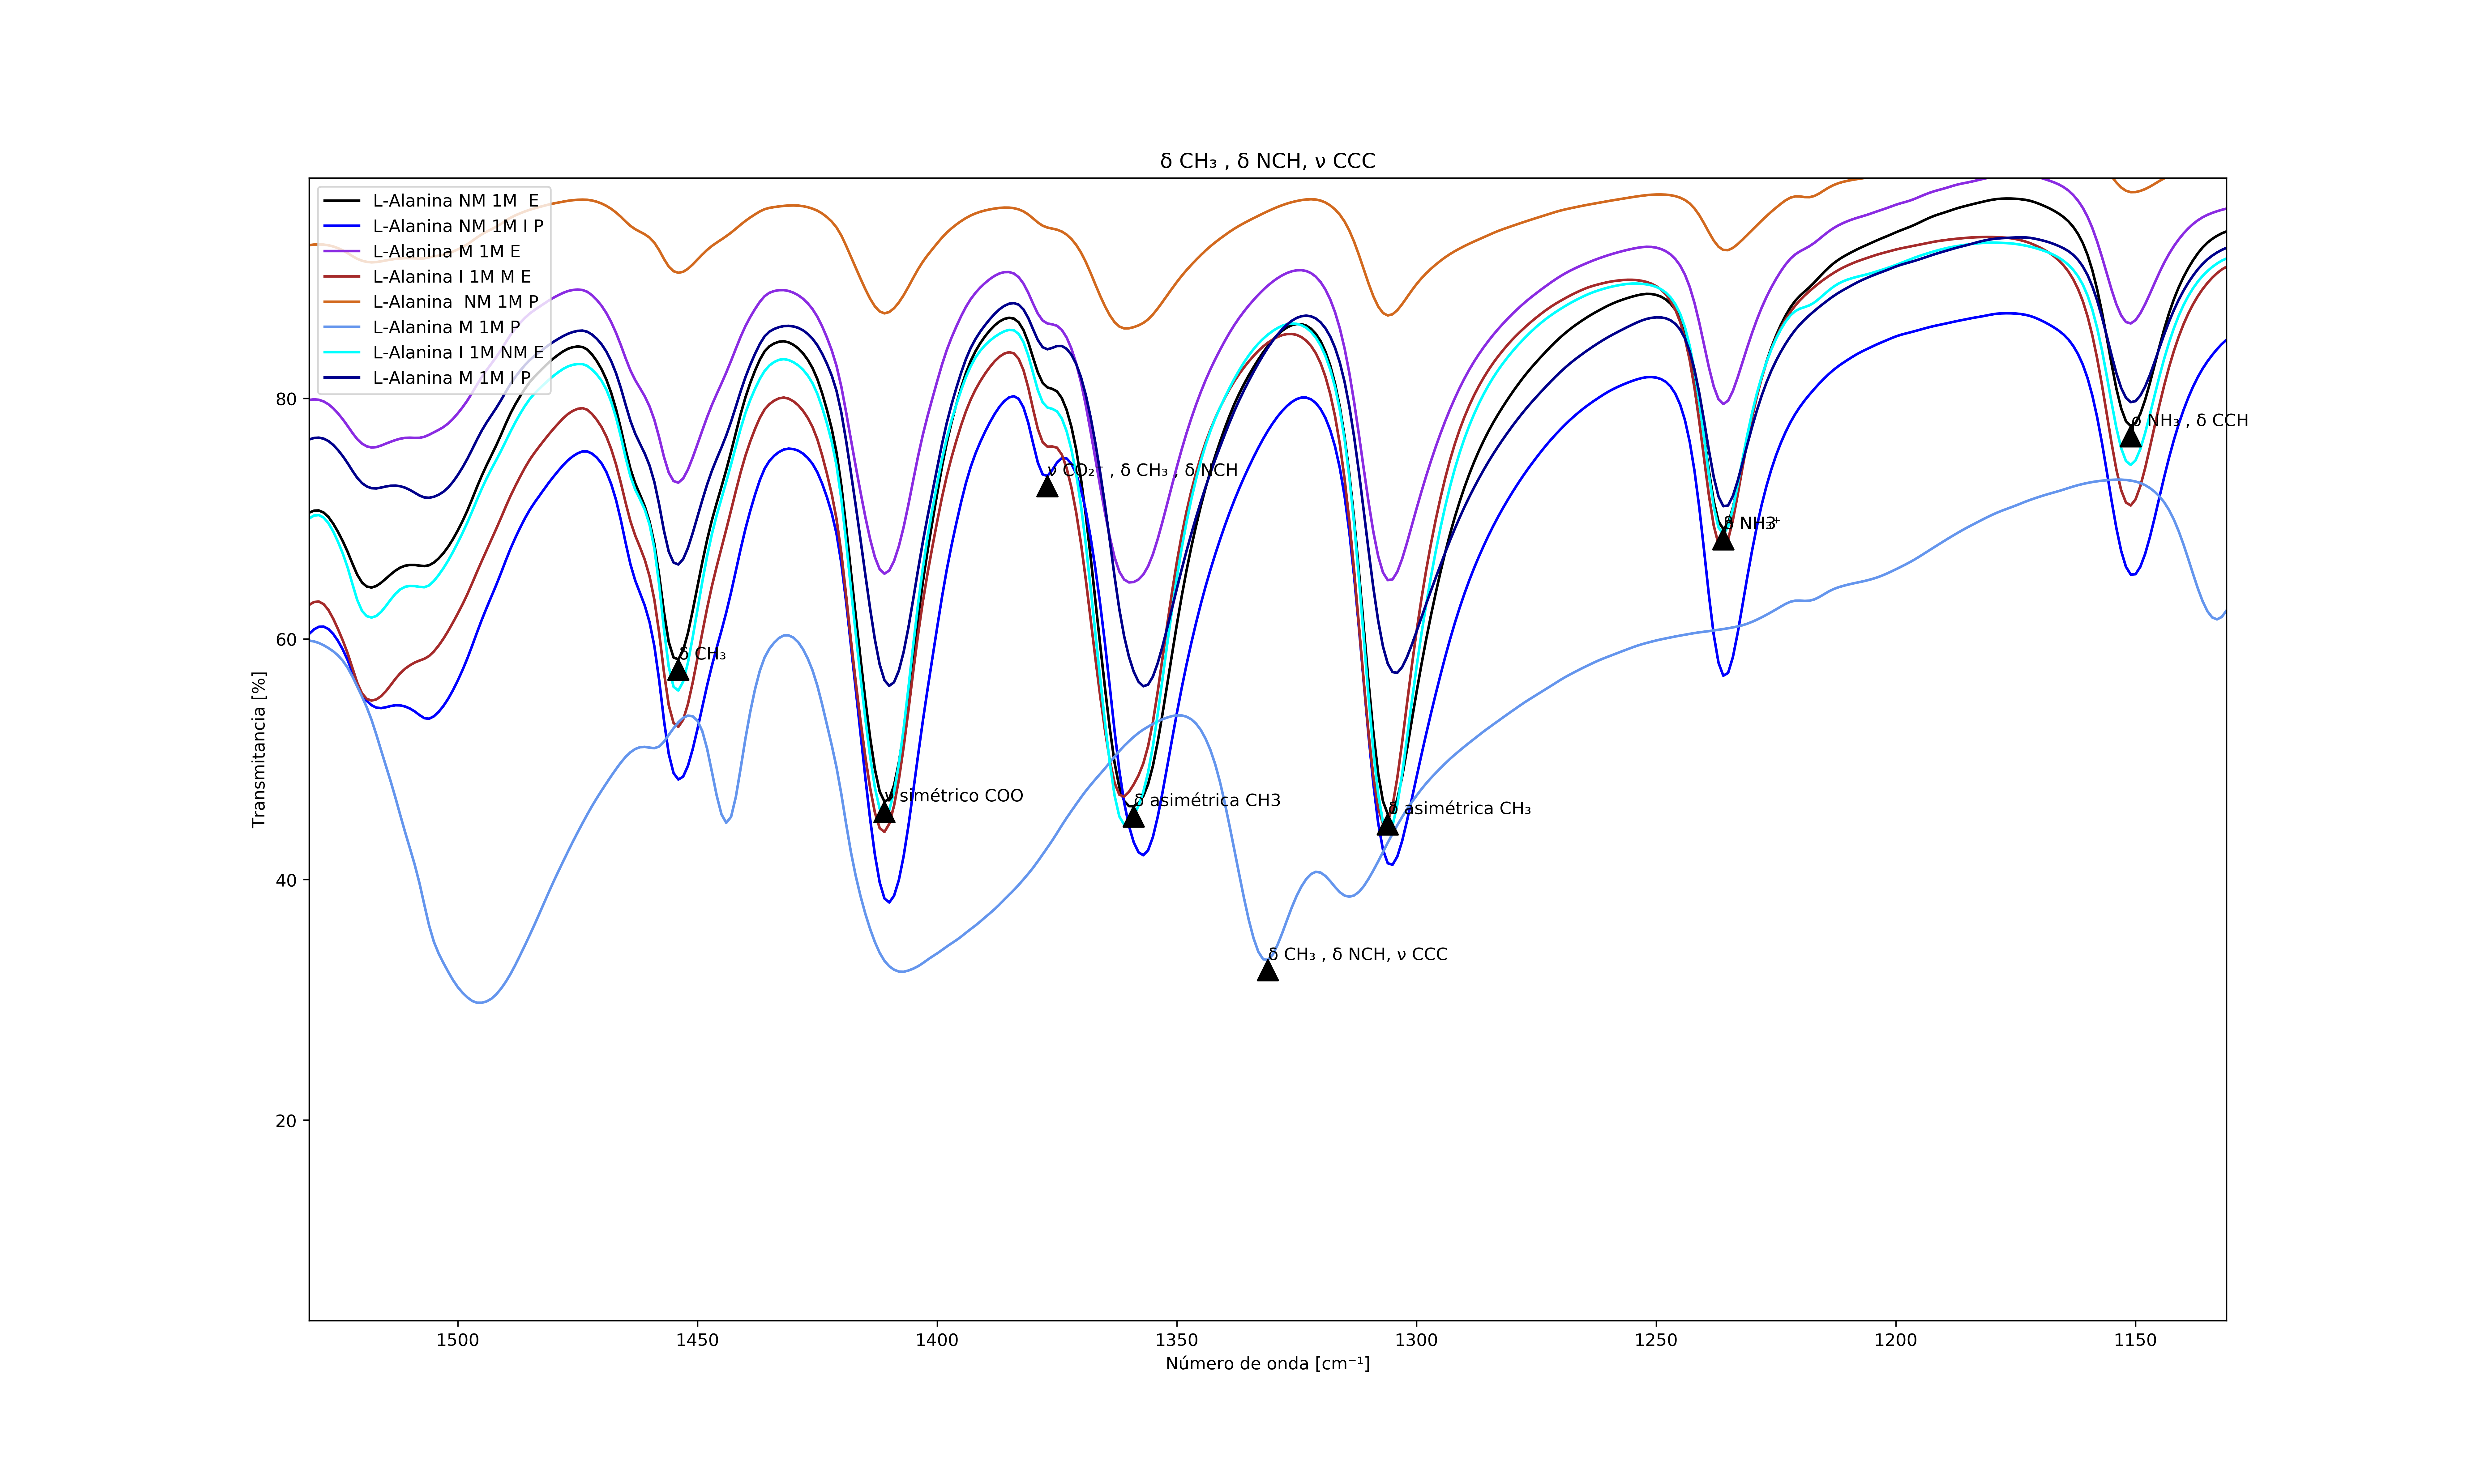 δ CH₃ , δ NCH, ν CCC
L-Alanina NM 1M  E
L-Alanina NM 1M I P
L-Alanina M 1M E
L-Alanina I 1M M E
L-Alanina  NM 1M P
L-Alanina M 1M P
L-Alanina I 1M NM E
L-Alanina M 1M I P
80
60
40
20
Transmitancia [%]
δ NH₃ , δ CCH
ν CO₂⁻ , δ CH₃ , δ NCH
δ CH₃
ν simétrico COO
δ asimétrica CH3
δ asimétrica CH₃
δ CH₃ , δ NCH, ν CCC
1500
1450
1400
1350
1300
1250
1200
1150
Número de onda [cm⁻¹]